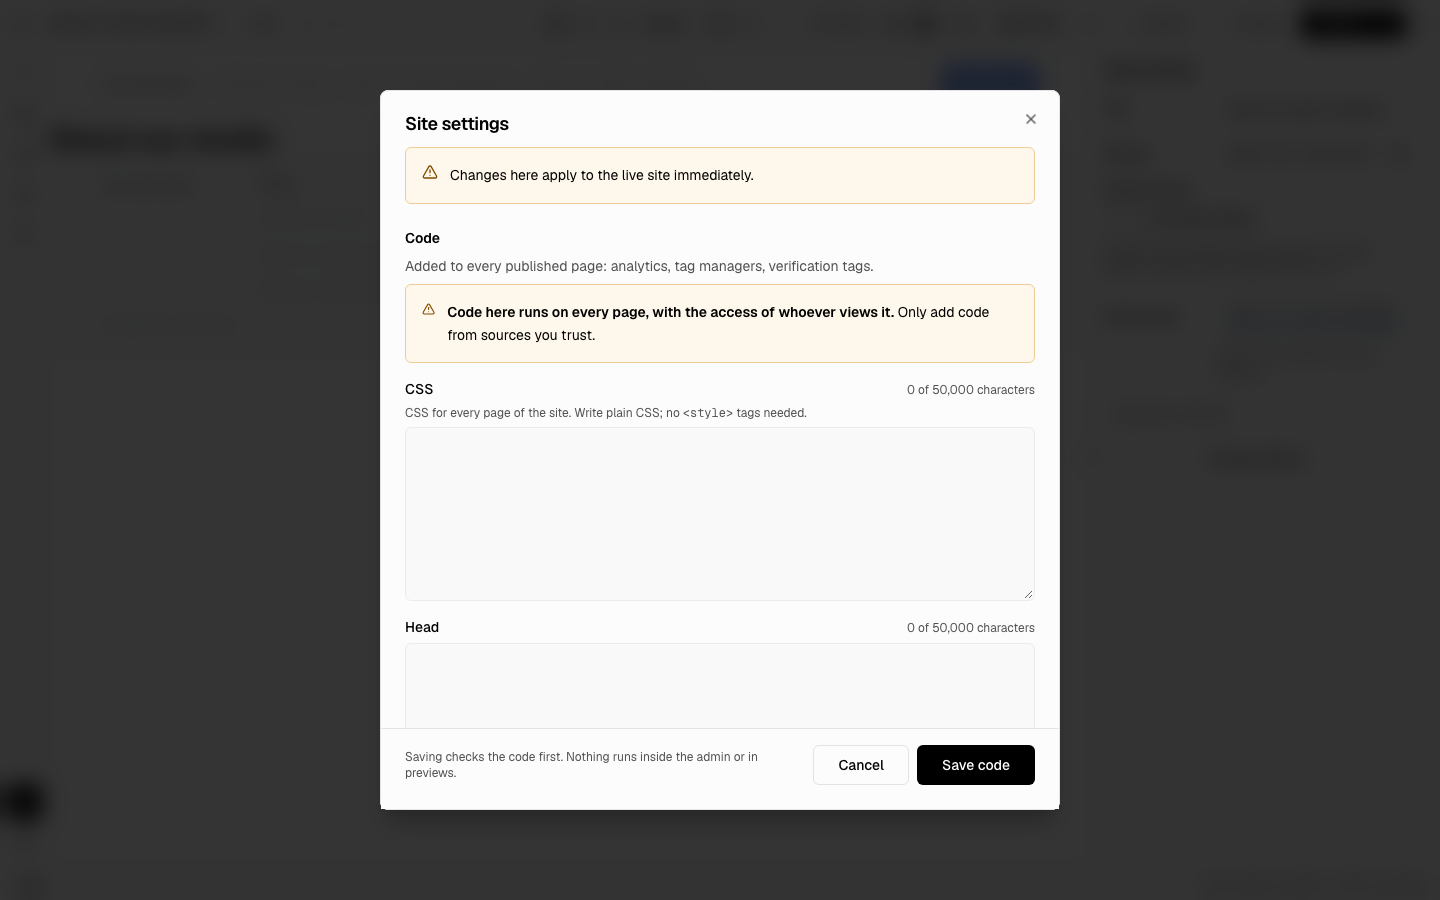 Site settings
Changes here apply to the live site immediately.
Code
Added to every published page: analytics, tag managers, verification tags.
Code here runs on every page, with the access of whoever views it. Only add code
from sources you trust.
CSS
0 of 50,000 characters
CSS for every page of the site. Write plain CSS; no <style> tags needed.
Head
0 of 50,000 characters
Saving checks the code first. Nothing runs inside the admin or in
previews.
Cancel
Save code